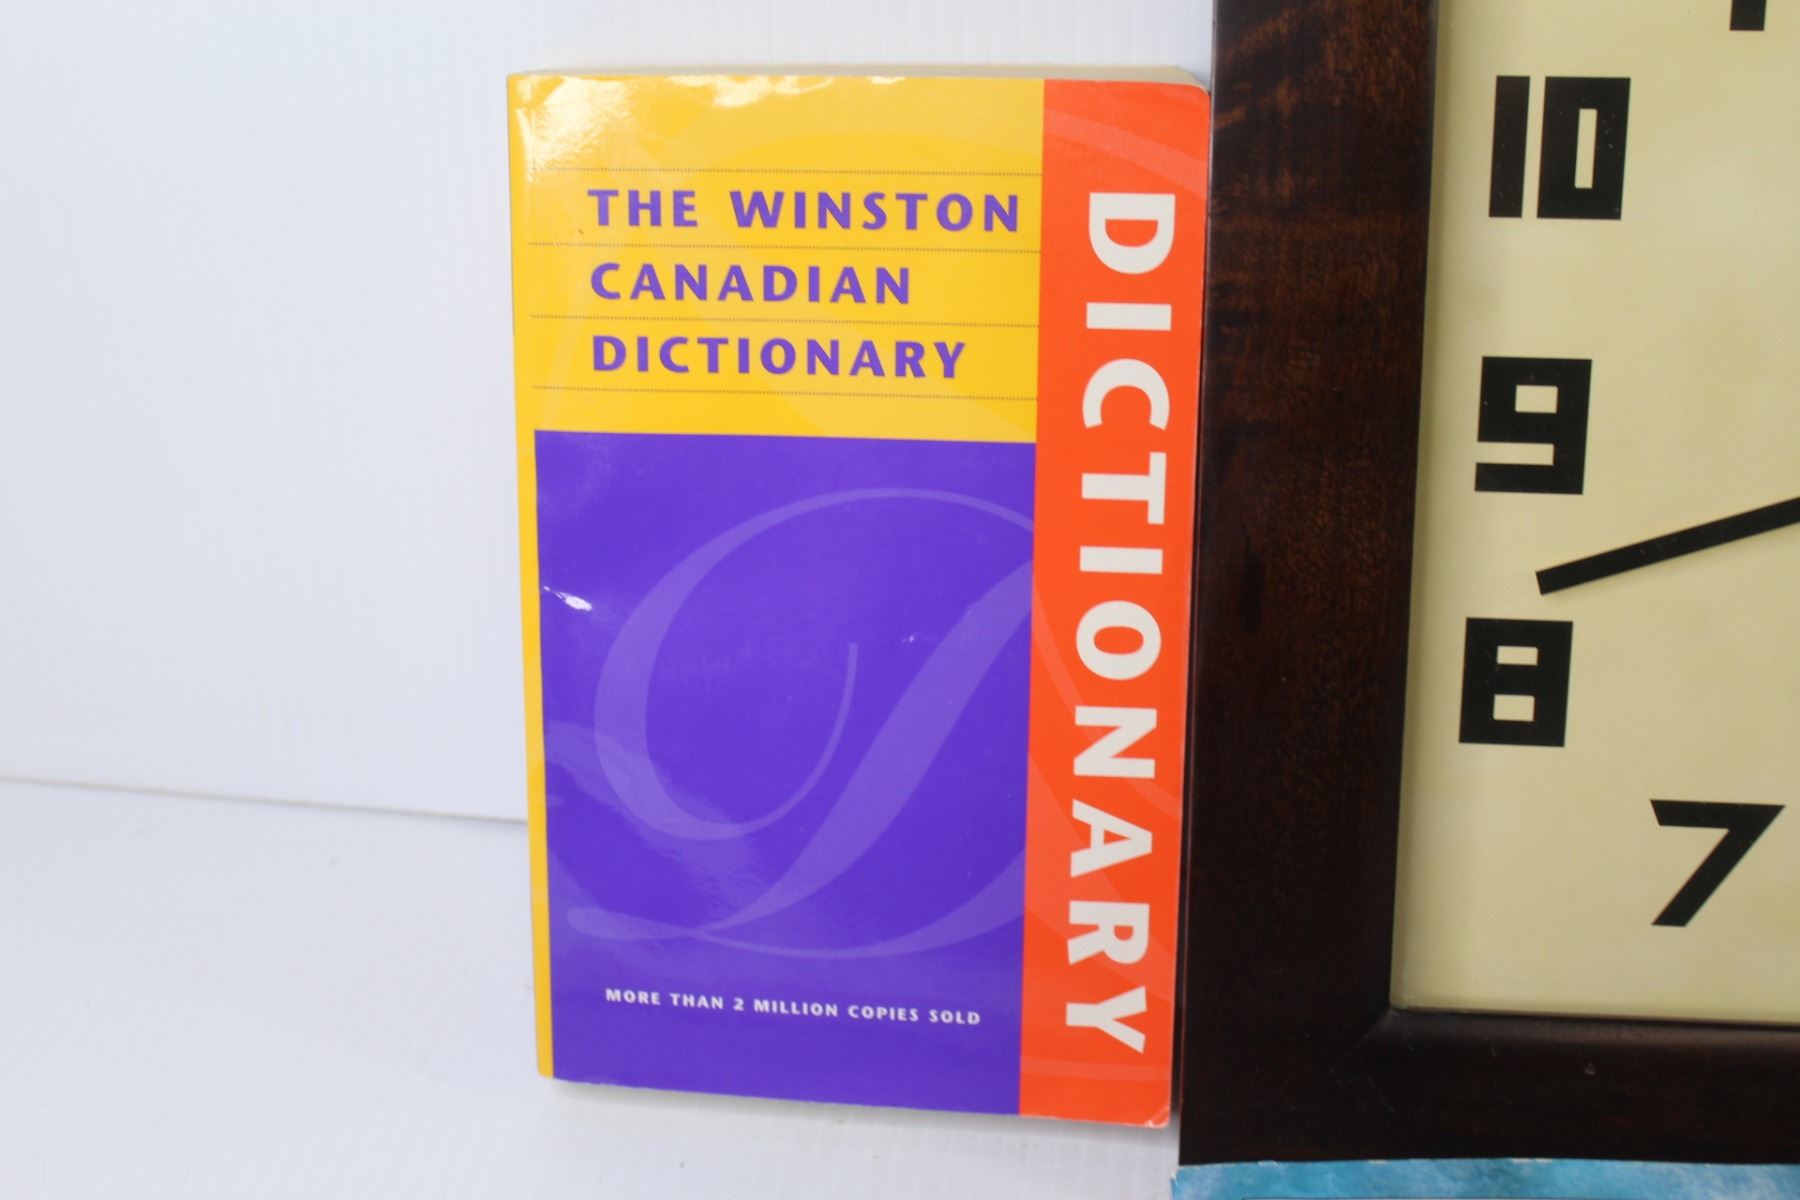 THE WINSTON
CANADIAN
DICTIONARY
MORE THAN 2 MILLION COPIES SOLD
DICTIONARY
10
9
8
7